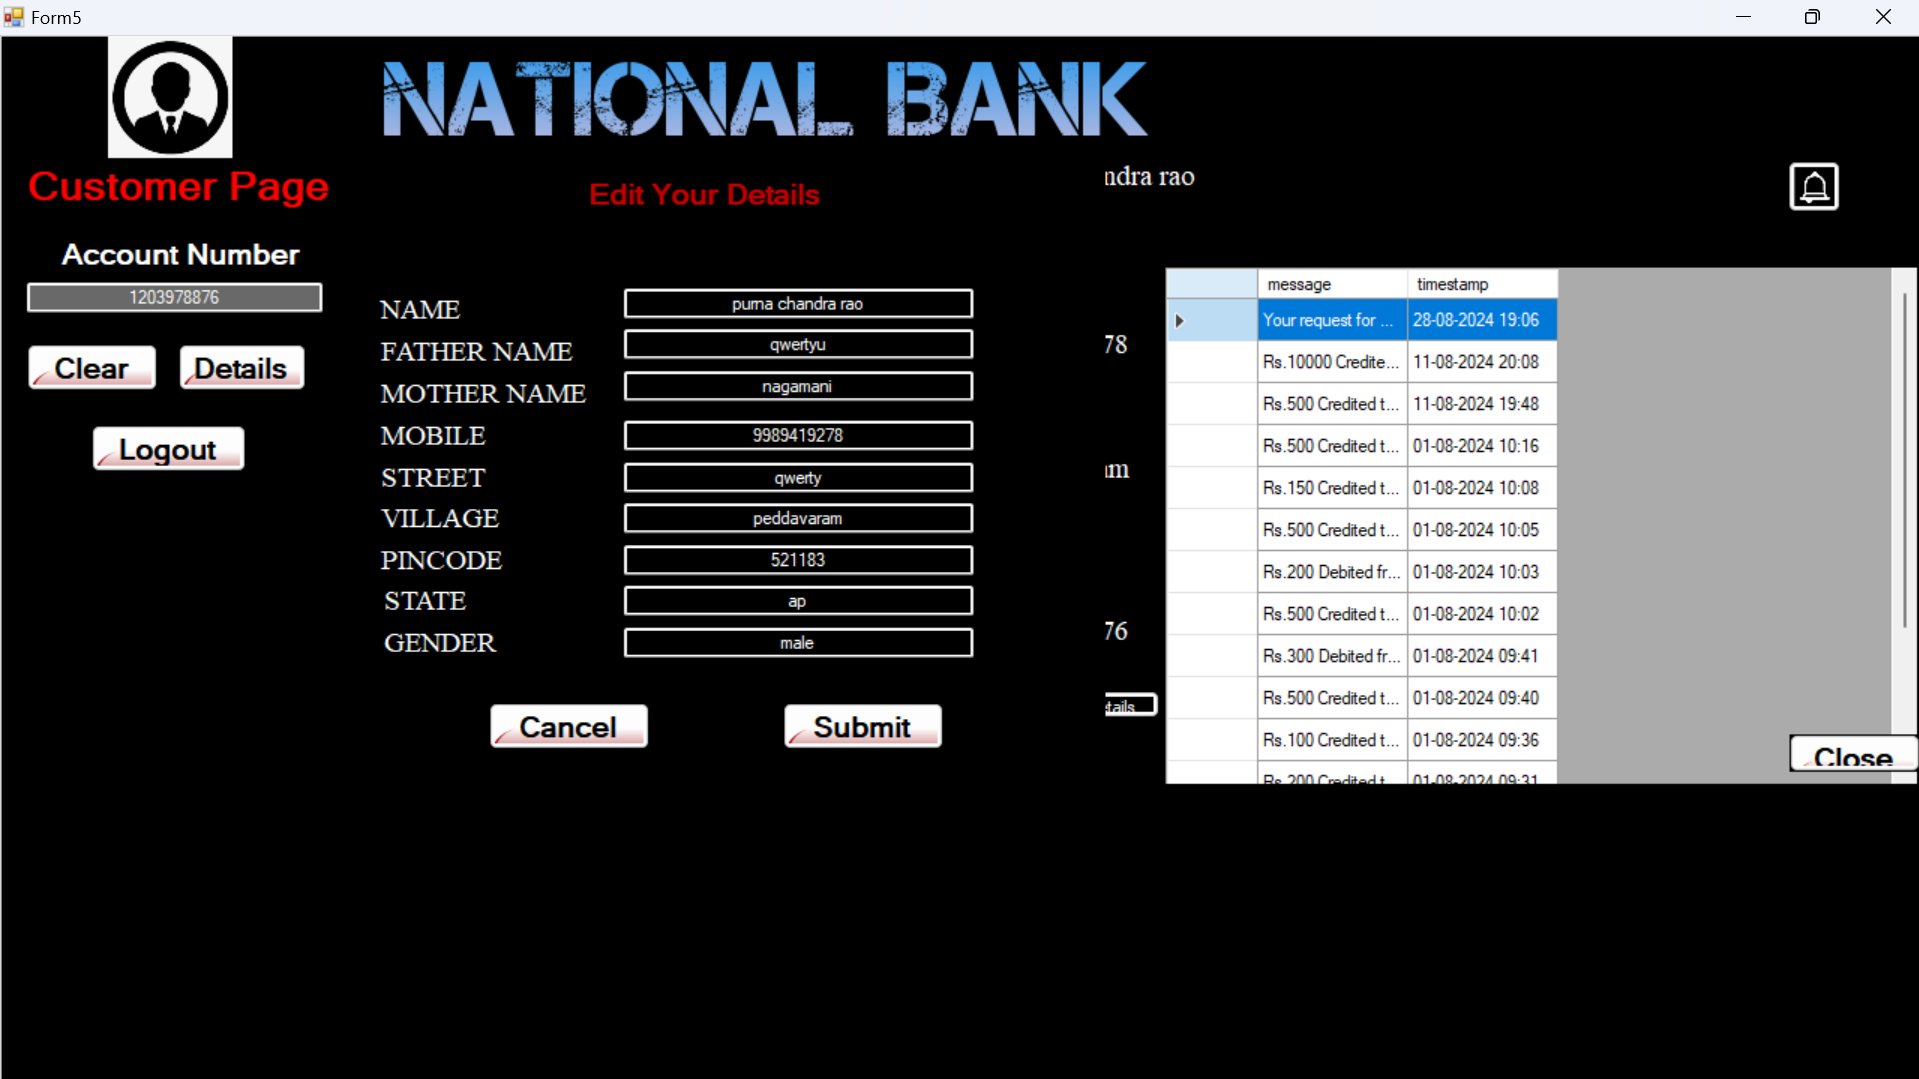 Form5
NATIONAL BANK
Customer Page
Edit Your Details
ndra rao
Account Number
1203978876
Clear
Details
Logout
NAME
purna chandra rao
FATHER NAME
qwertyu
MOTHER NAME
nagamani
MOBILE
9989419278
STREET
qwerty
VILLAGE
peddavaram
PINCODE
521183
STATE
ap
GENDER
male
Cancel
Submit
78
am
76
tails
message timestamp
Your request for ... 28-08-2024 19:06
Rs.10000 Credite... 11-08-2024 20:08
Rs.500 Credited t... 11-08-2024 19:48
Rs.500 Credited t... 01-08-2024 10:16
Rs.150 Credited t... 01-08-2024 10:08
Rs.500 Credited t... 01-08-2024 10:05
Rs.200 Debited fr... 01-08-2024 10:03
Rs.500 Credited t... 01-08-2024 10:02
Rs.300 Debited fr... 01-08-2024 09:41
Rs.500 Credited t... 01-08-2024 09:40
Rs.100 Credited t... 01-08-2024 09:36
Rs.200 Credited t... 01-08-2024 09:31
Close